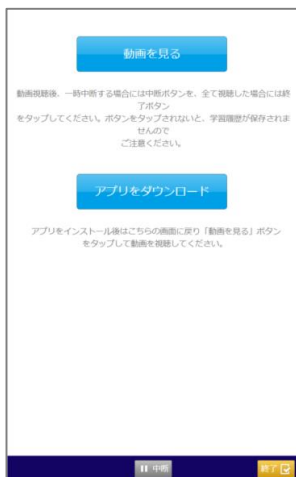 動画を見る
動画視聴後、一時中断する場合には中断ボタンを、全て視聴した場合には終
了ボタン
をタップしてください。ボタンをタップされないと、学習履歴が保存されま
せんので
ご注意ください。
アプリをダウンロード
アプリをインストール後はこちらの画面に戻り「動画を見る」ボタン
をタップして動画を視聴してください。
中断
終了